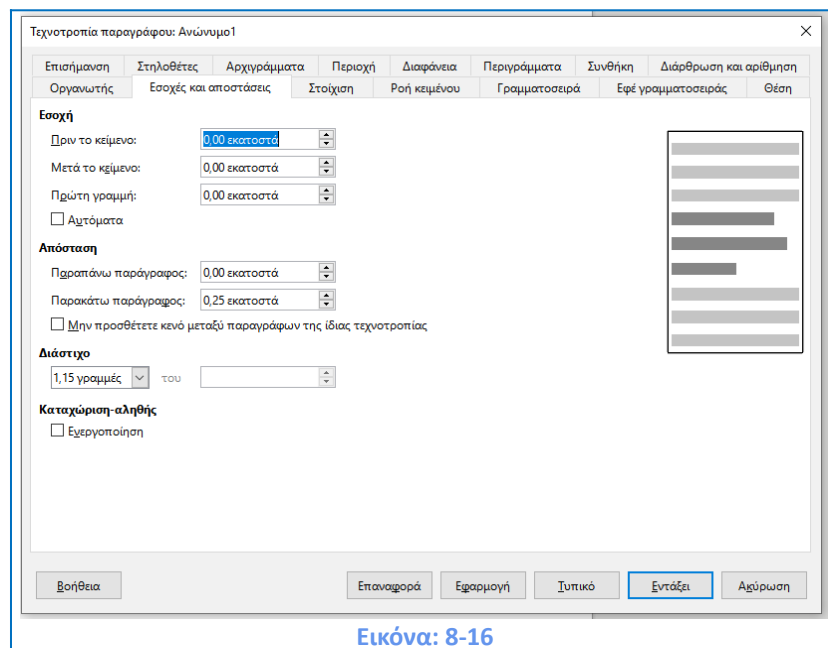 Τεχνοτροπία παραγράφου: Ανώνυμο1
Επισήμανση Στηλοθέτες Αρχιγράμματα Περιοχή Διαφάνεια Περιγράμματα Συνθήκη Διάρθρωση και αρίθμηση
Οργανωτής Εσοχές και αποστάσεις Στοίχιση Ροή κειμένου Γραμματοσειρά Εφέ γραμματοσειράς Θέση
Εσοχή
Πριν το κείμενο: 0,00 εκατοστά
Μετά το κείμενο: 0,00 εκατοστά
Πρώτη γραμμή: 0,00 εκατοστά
Αυτόματα
Απόσταση
Παραπάνω παράγραφος: 0,00 εκατοστά
Παρακάτω παράγραφος: 0,25 εκατοστά
Μην προσθέτετε κενό μεταξύ παραγράφων της ίδιας τεχνοτροπίας
Διάστιχο
1,15 γραμμές του
Καταχώριση-αληθής
Ενεργοποίηση
Βοήθεια Επαναφορά Εφαρμογή Τυπικό Εντάξει Ακύρωση
Εικόνα: 8-16